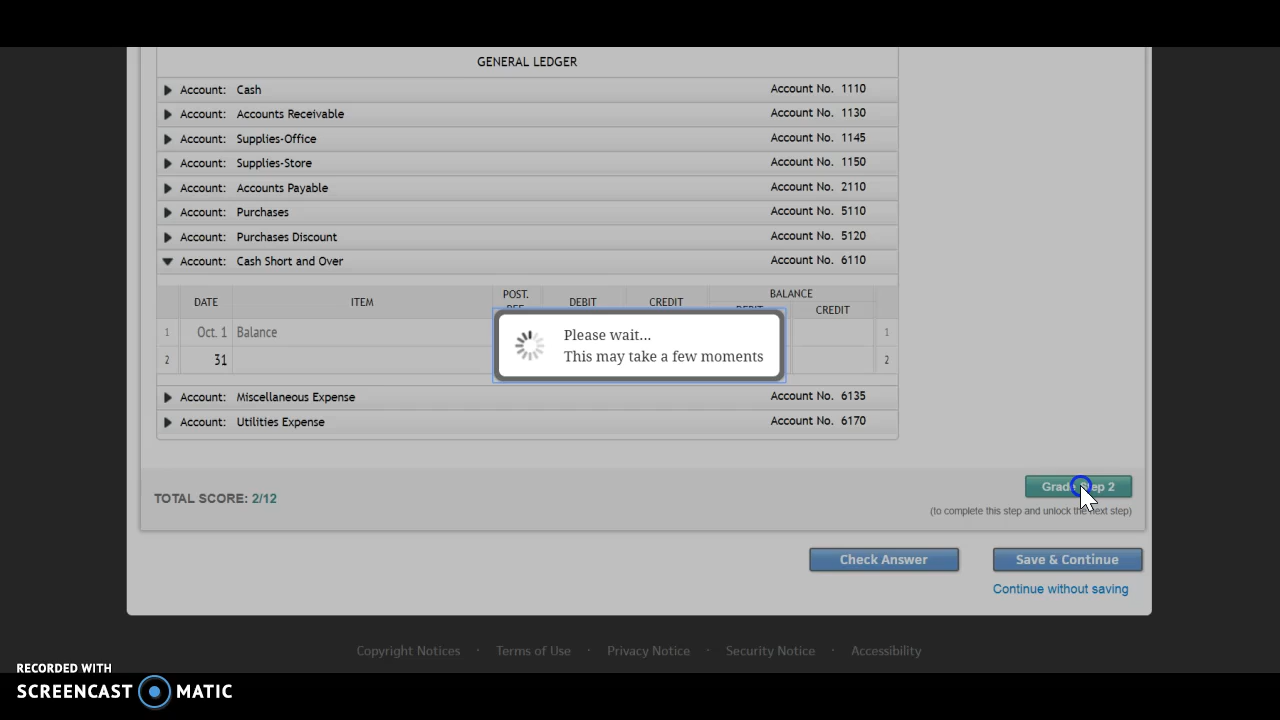 GENERAL LEDGER
Account: Cash Account No. 1110
Account: Accounts Receivable Account No. 1130
Account: Supplies-Office Account No. 1145
Account: Supplies-Store Account No. 1150
Account: Accounts Payable Account No. 2110
Account: Purchases Account No. 5110
Account: Purchases Discount Account No. 5120
Account: Cash Short and Over Account No. 6110
DATE ITEM POST. DEBIT CREDIT BALANCE
CREDIT
1 Oct. 1 Balance 1
2 31 2
Please wait...
This may take a few moments
Account: Miscellaneous Expense Account No. 6135
Account: Utilities Expense Account No. 6170
TOTAL SCORE: 2/12
Grade Step 2
(to complete this step and unlock the next step)
Check Answer Save & Continue
Continue without saving
Copyright Notices · Terms of Use · Privacy Notice · Security Notice · Accessibility
RECORDED WITH
SCREENCAST MATIC